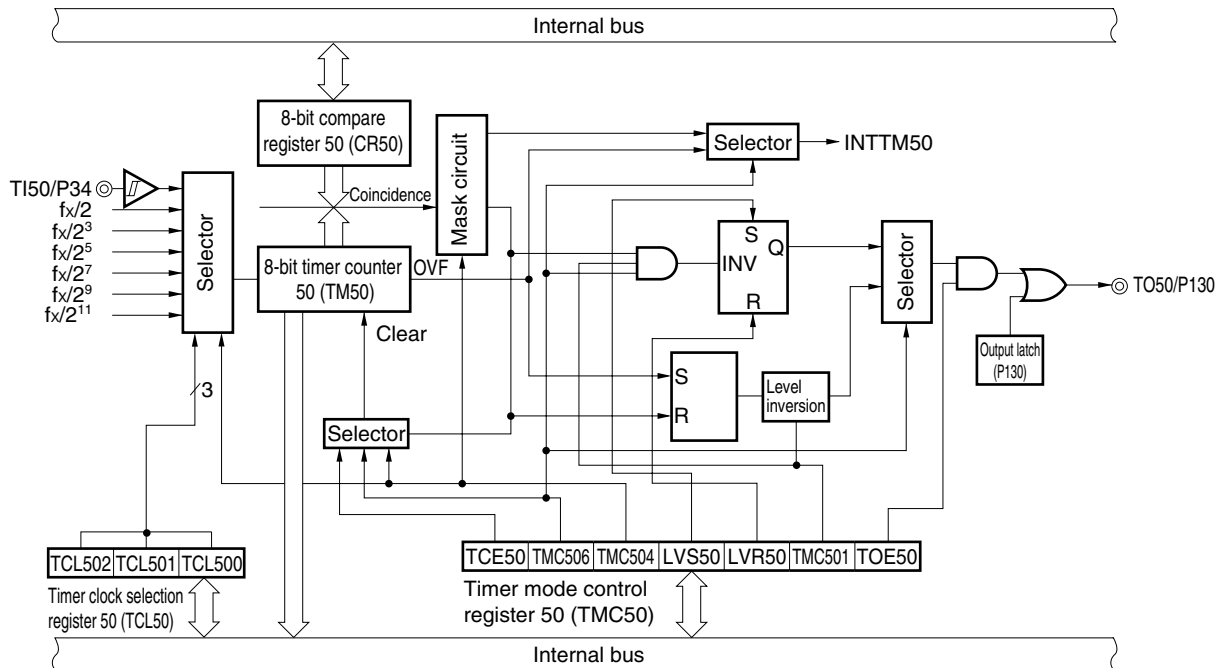 Internal bus
8-bit compare
register 50 (CR50)
Mask circuit
Selector
INTTM50
TI50/P34
fx/2
fx/2³
fx/2⁵
fx/2⁷
fx/2⁹
fx/2¹¹
Selector
Coincidence
8-bit timer counter
50 (TM50)
OVF
Clear
S
INV
Q
R
Selector
TO50/P130
Output latch
(P130)
S
R
Level
inversion
3
Selector
TCL502 TCL501 TCL500
Timer clock selection
register 50 (TCL50)
TCE50 TMC506 TMC504 LVS50 LVR50 TMC501 TOE50
Timer mode control
register 50 (TMC50)
Internal bus